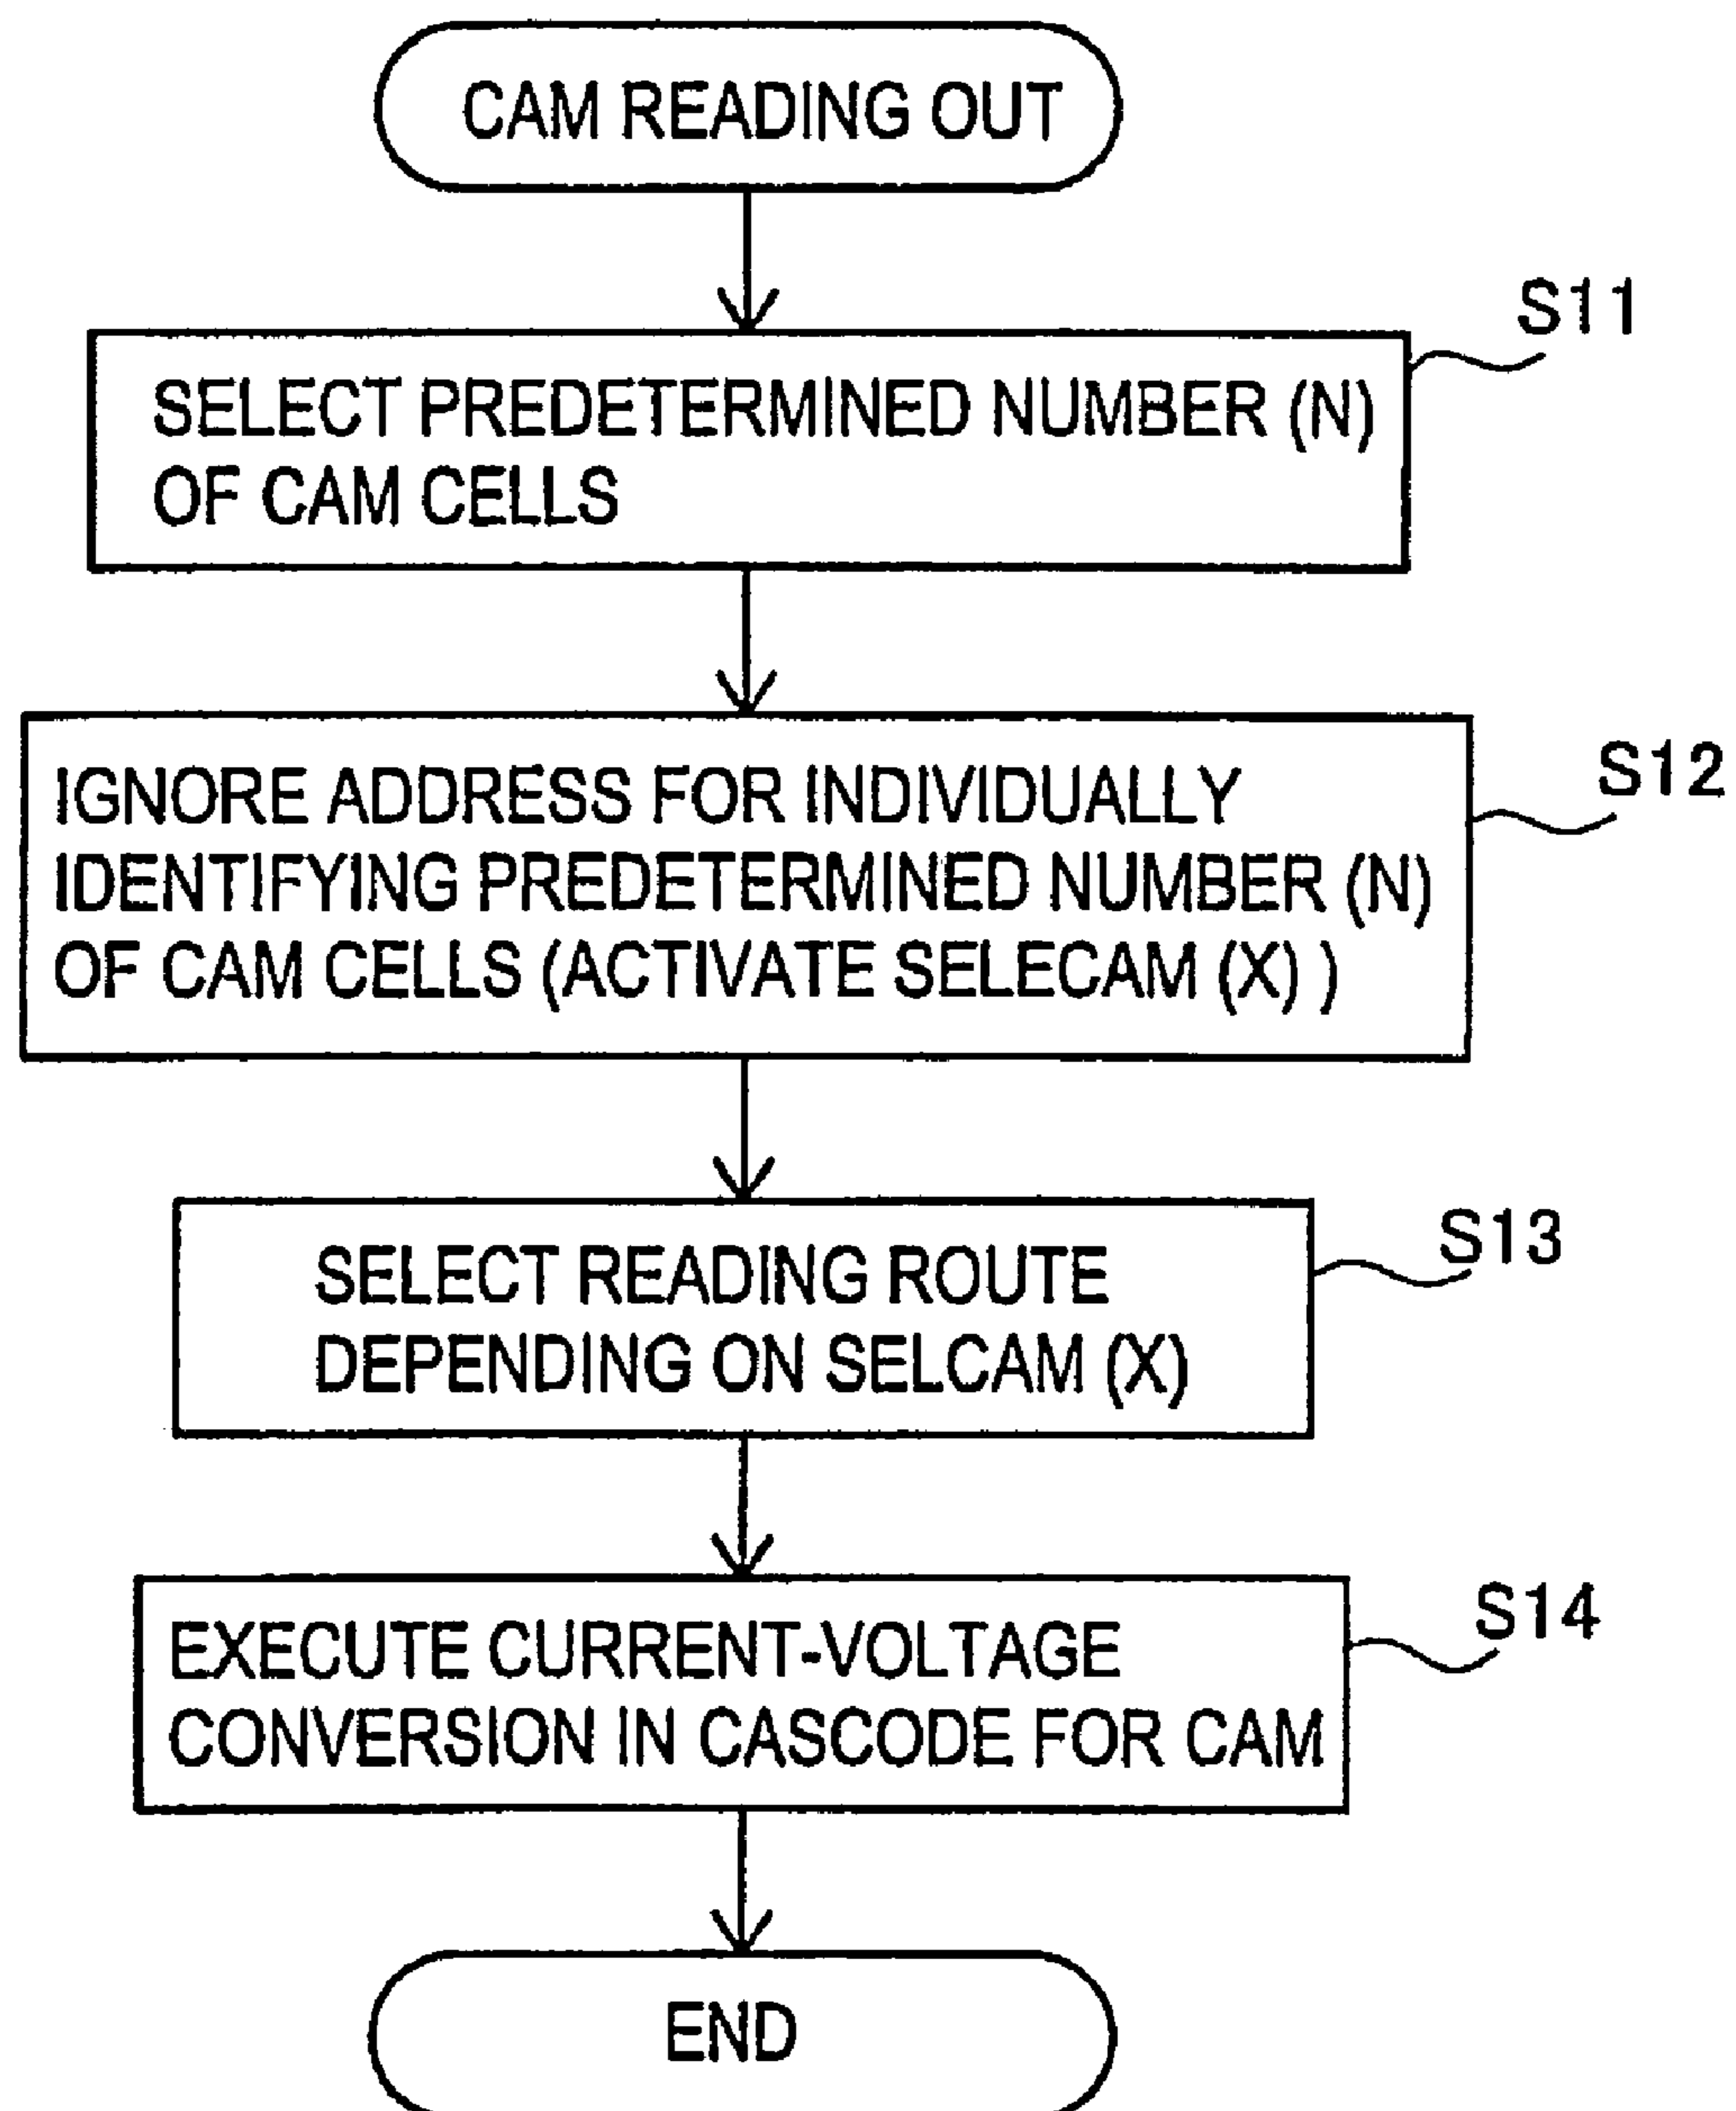 CAM READING OUT
S11
SELECT PREDETERMINED NUMBER (N)
OF CAM CELLS
S12
IGNORE ADDRESS FOR INDIVIDUALLY
IDENTIFYING PREDETERMINED NUMBER (N)
OF CAM CELLS (ACTIVATE SELECAM (X) )
S13
SELECT READING ROUTE
DEPENDING ON SELCAM (X)
S14
EXECUTE CURRENT-VOLTAGE
CONVERSION IN CASCODE FOR CAM
END